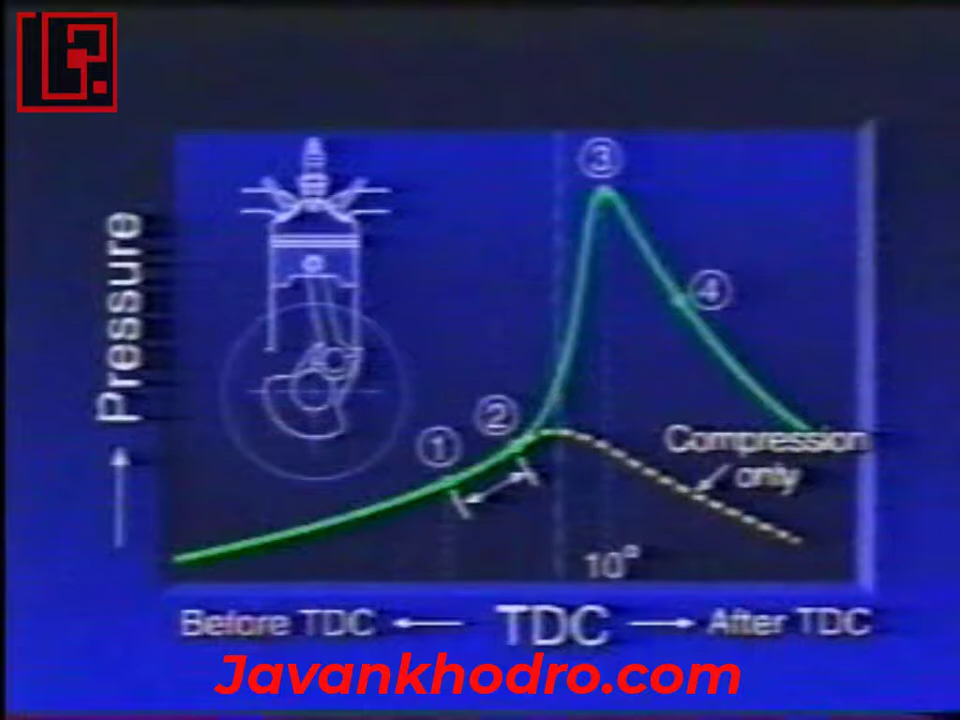 ③
Pressure
④
②
①
Compression
only
10°
Before TDC ← TDC → After TDC
Javankhodro.com